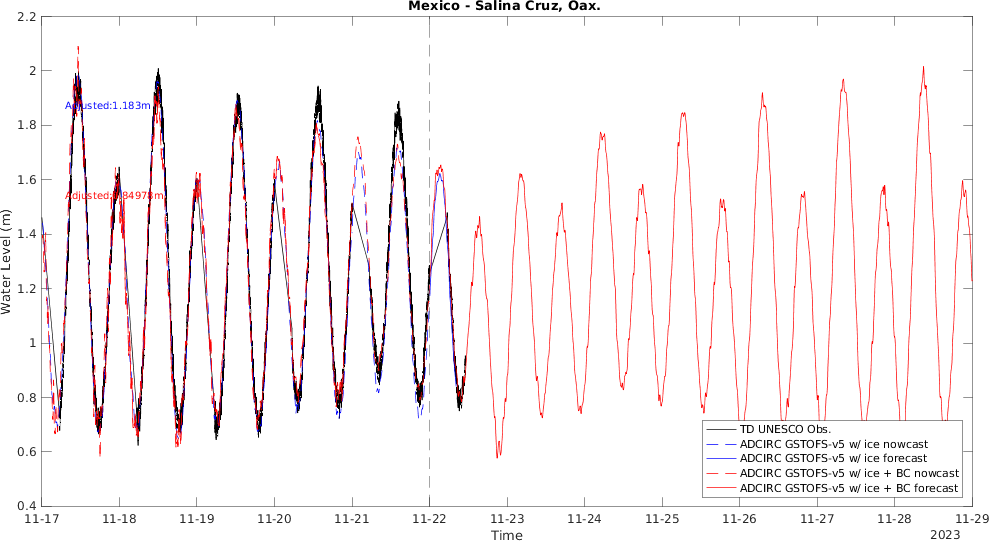 Mexico - Salina Cruz, Oax.
2.2
2
1.8
1.6
1.4
1.2
1
0.8
0.6
0.4
Water Level (m)
Adjusted:1.183m
TD UNESCO Obs.
ADCIRC GSTOFS-v5 w/ ice nowcast
ADCIRC GSTOFS-v5 w/ ice forecast
ADCIRC GSTOFS-v5 w/ ice + BC nowcast
ADCIRC GSTOFS-v5 w/ ice + BC forecast
11-17 11-18 11-19 11-20 11-21 11-22 11-23 11-24 11-25 11-26 11-27 11-28 11-29
Time
2023